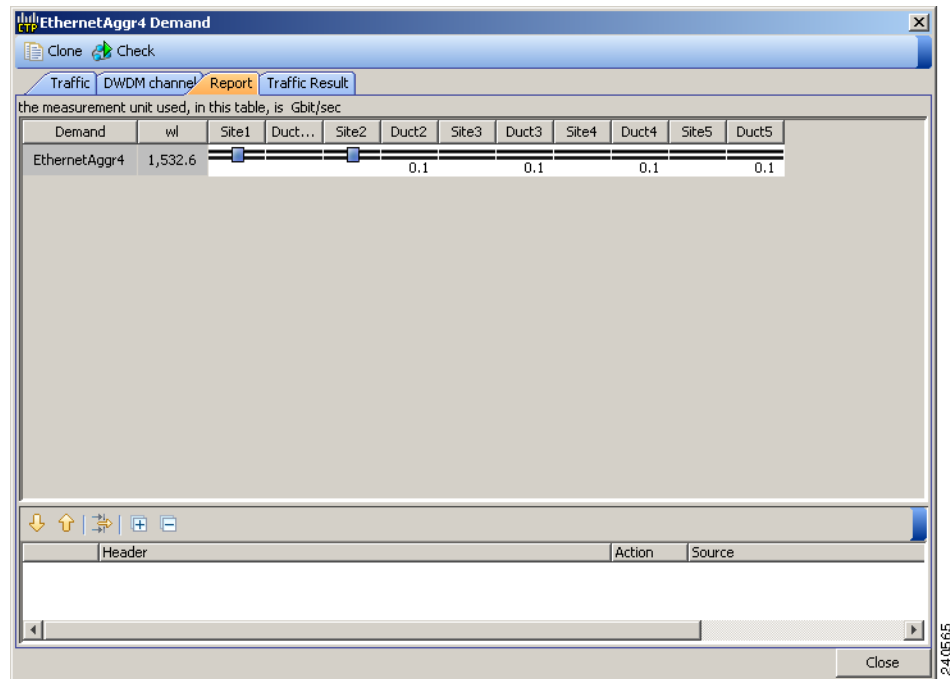 CTP EthernetAggr4 Demand
Clone Check
Traffic DWDM channel Report Traffic Result
the measurement unit used, in this table, is Gbit/sec
Demand wl Site1 Duct... Site2 Duct2 Site3 Duct3 Site4 Duct4 Site5 Duct5
EthernetAggr4 1,532.6 0.1 0.1 0.1 0.1
Header Action Source
Close
240565